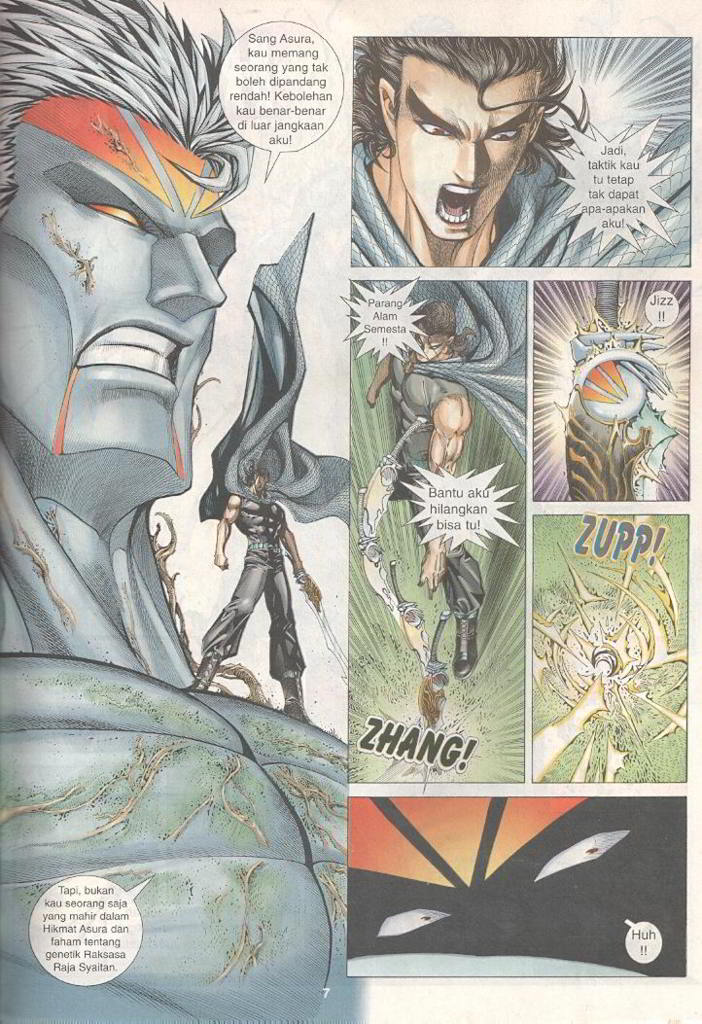 Sang Asura,
kau memang
seorang yang tak
boleh dipandang
rendah! Kebolehan
kau benar-benar
di luar jangkaan
aku!
Tapi, bukan
kau seorang saja
yang mahir dalam
Hikmat Asura dan
faham tentang
genetik Raksasa
Raja Syaitan.
Jadi,
taktik kau
tu tetap
tak dapat
apa-apakan
aku!
Parang
Alam
Semesta
!!
Bantu aku
hilangkan
bisa tu!
ZHANG!
Jizz
!!
ZUPP!
Huh
!!
7